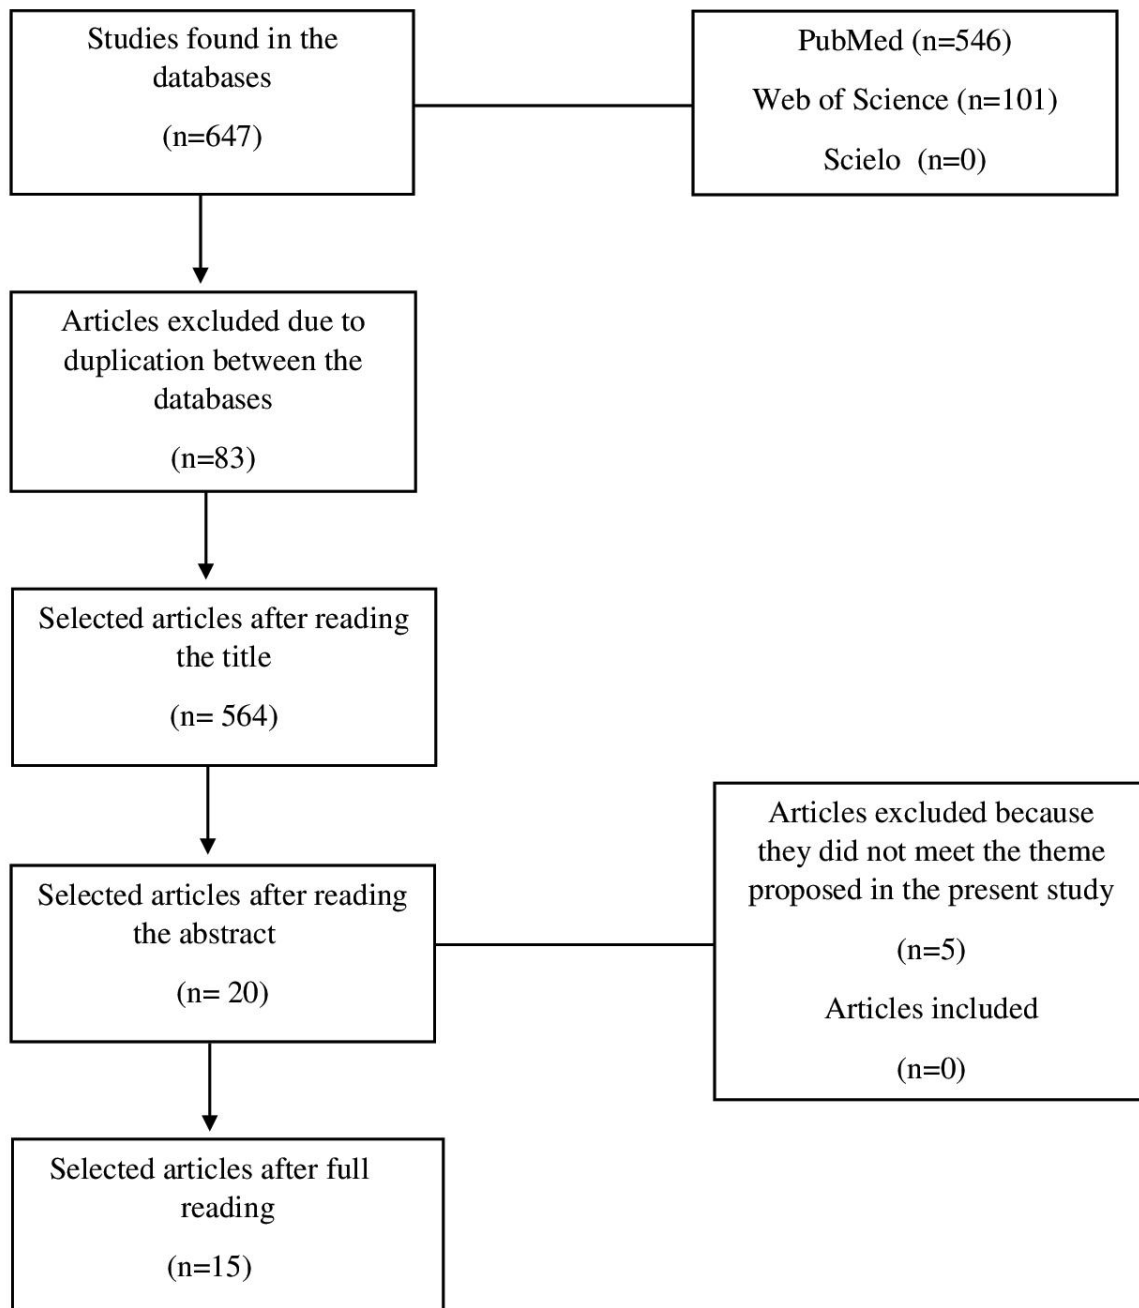 Studies found in the
databases
(n=647)
PubMed (n=546)
Web of Science (n=101)
Scielo (n=0)
Articles excluded due to
duplication between the
databases
(n=83)
Selected articles after reading
the title
(n= 564)
Selected articles after reading
the abstract
(n= 20)
Articles excluded because
they did not meet the theme
proposed in the present study
(n=5)
Articles included
(n=0)
Selected articles after full
reading
(n=15)